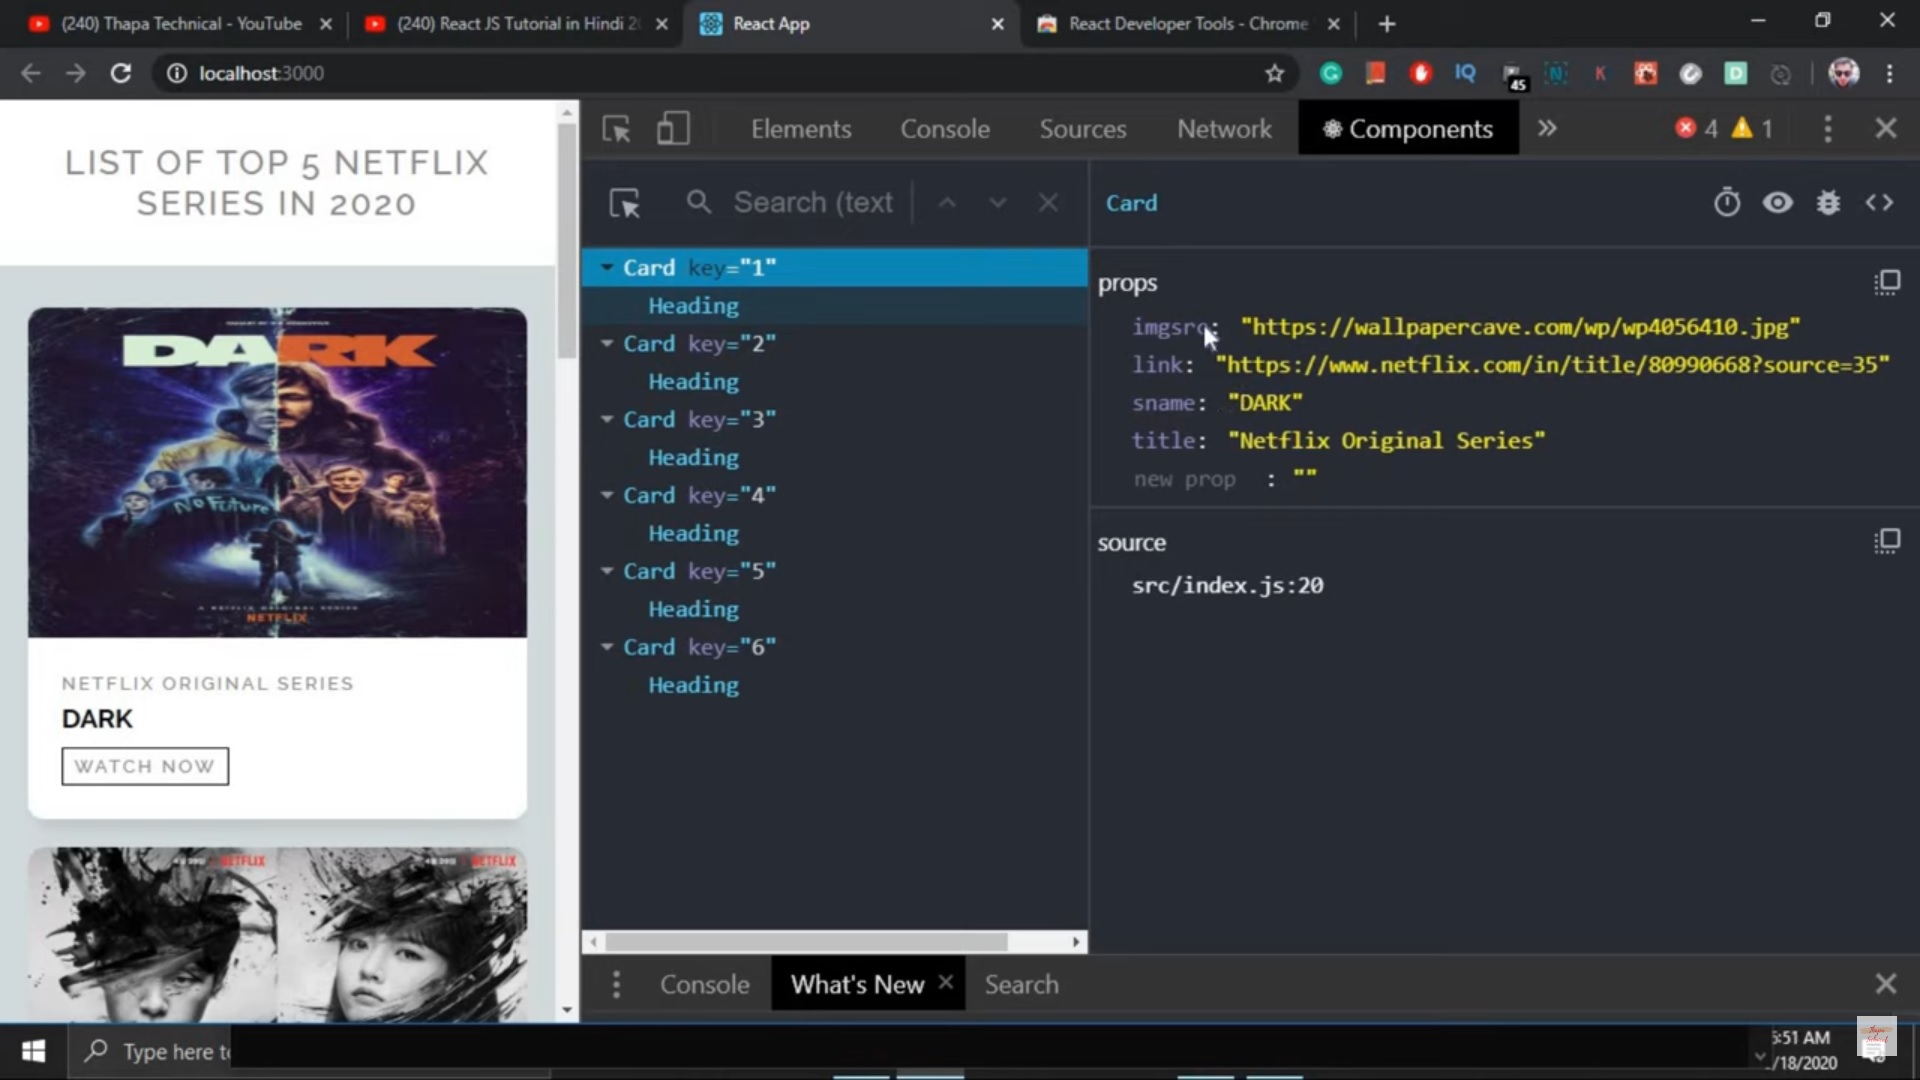 (240) Thapa Technical - YouTube
(240) React JS Tutorial in Hindi 2
React App
React Developer Tools - Chrome
localhost:3000
IQ
45
N
K
D
LIST OF TOP 5 NETFLIX
SERIES IN 2020
DARK
No Future
NETFLIX
NETFLIX ORIGINAL SERIES
DARK
WATCH NOW
NETFLIX
NETFLIX
Elements
Console
Sources
Network
Components
4
1
Search (text
Card key="1"
Heading
Card key="2"
Heading
Card key="3"
Heading
Card key="4"
Heading
Card key="5"
Heading
Card key="6"
Heading
Card
props
imgsrc: "https://wallpapercave.com/wp/wp4056410.jpg"
link: "https://www.netflix.com/in/title/80990668?source=35"
sname: "DARK"
title: "Netflix Original Series"
new prop : ""
source
src/index.js:20
Console
What's New
Search
Type here t
5:51 AM
/18/2020